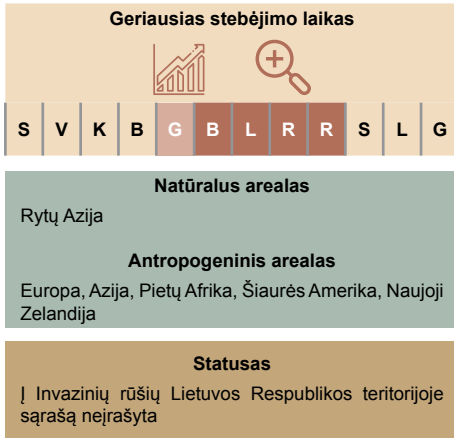 Geriausias stebėjimo laikas
S V K B G B L R R S L G
Natūralus arealas
Rytų Azija
Antropogeninis arealas
Europa, Azija, Pietų Afrika, Šiaurės Amerika, Naujoji
Zelandija
Statusas
Į Invazinių rūšių Lietuvos Respublikos teritorijoje
sąrašą neįrašyta